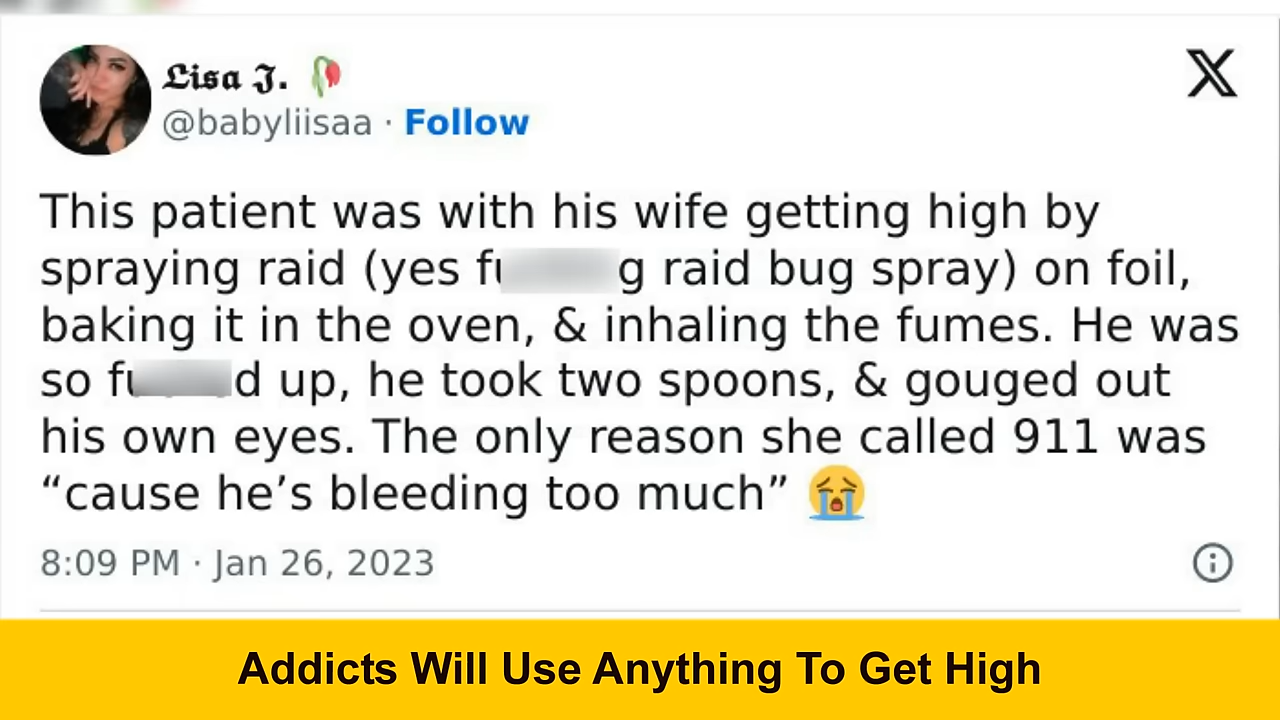 Lisa J. 🥀
@babyliisaa · Follow
This patient was with his wife getting high by
spraying raid (yes f g raid bug spray) on foil,
baking it in the oven, & inhaling the fumes. He was
so f d up, he took two spoons, & gouged out
his own eyes. The only reason she called 911 was
“cause he’s bleeding too much” 😭
8:09 PM · Jan 26, 2023
Addicts Will Use Anything To Get High